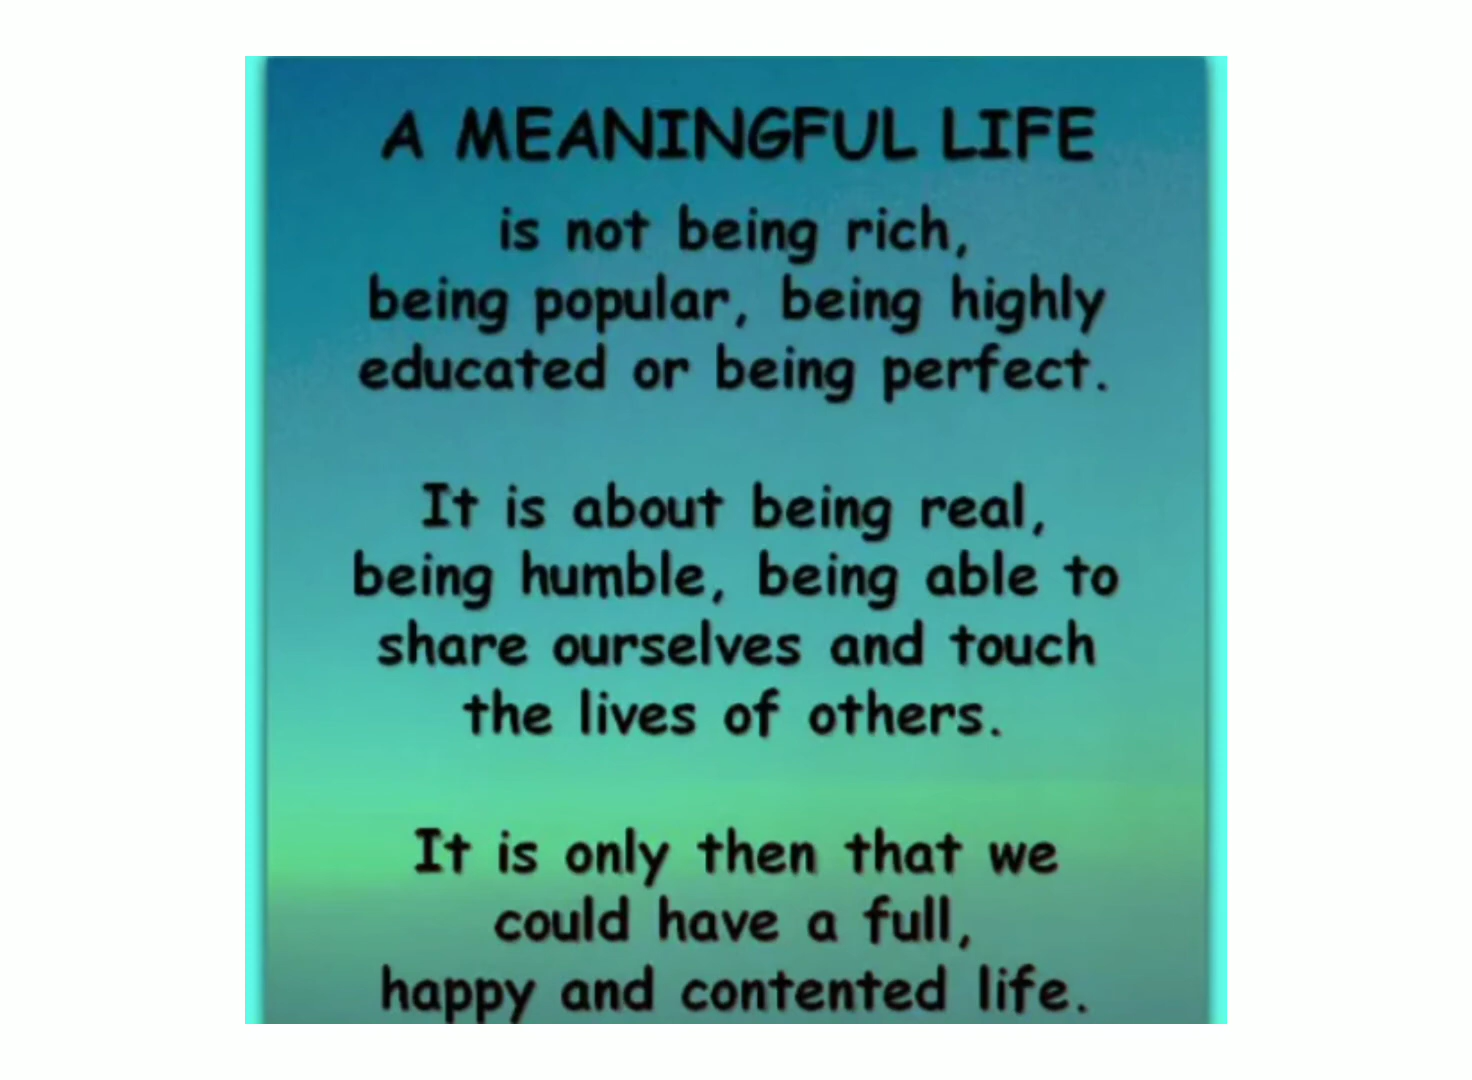 A MEANINGFUL LIFE
is not being rich,
being popular, being highly
educated or being perfect.
It is about being real,
being humble, being able to
share ourselves and touch
the lives of others.
It is only then that we
could have a full,
happy and contented life.